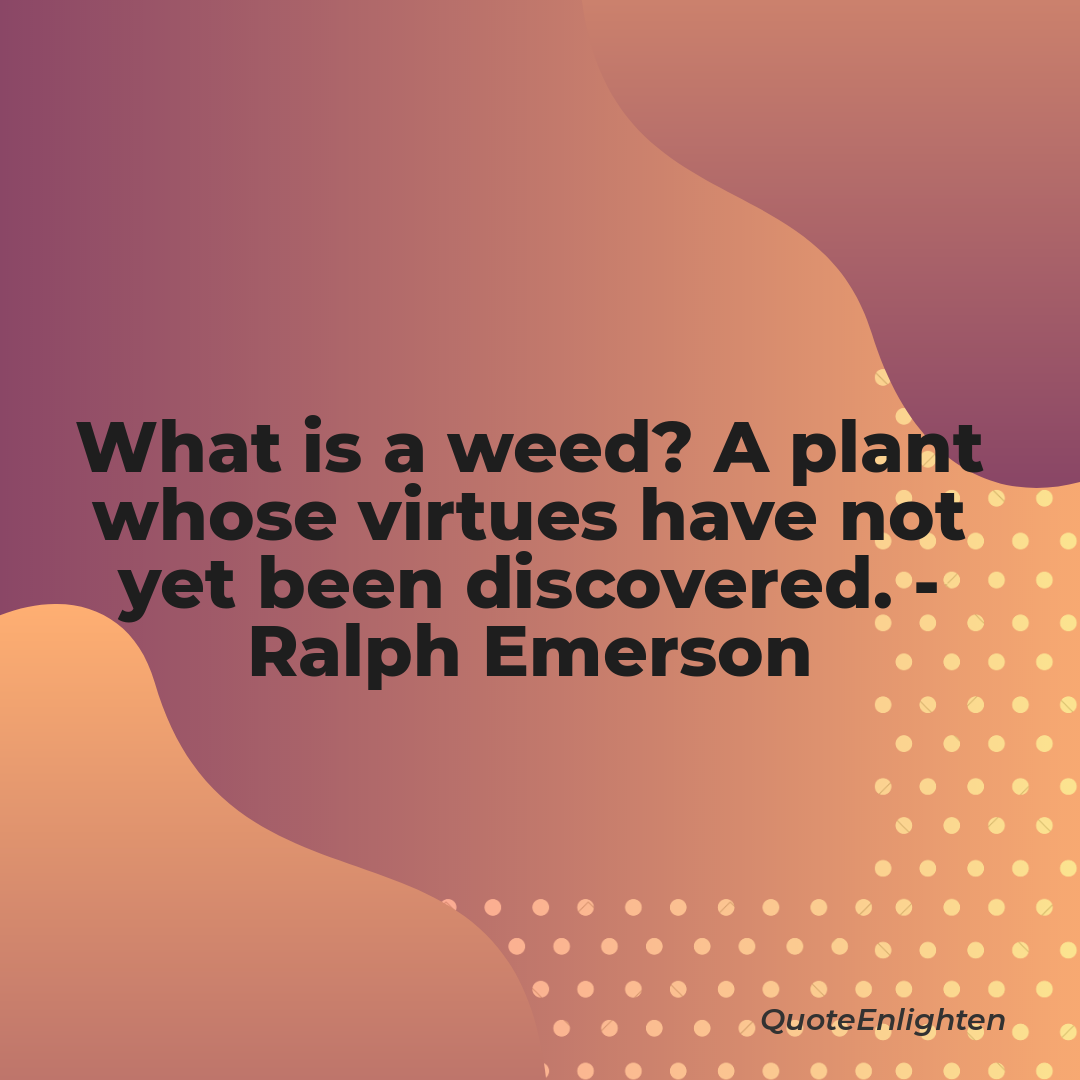 What is a weed? A plant
whose virtues have not
yet been discovered. -
Ralph Emerson
QuoteEnlighten